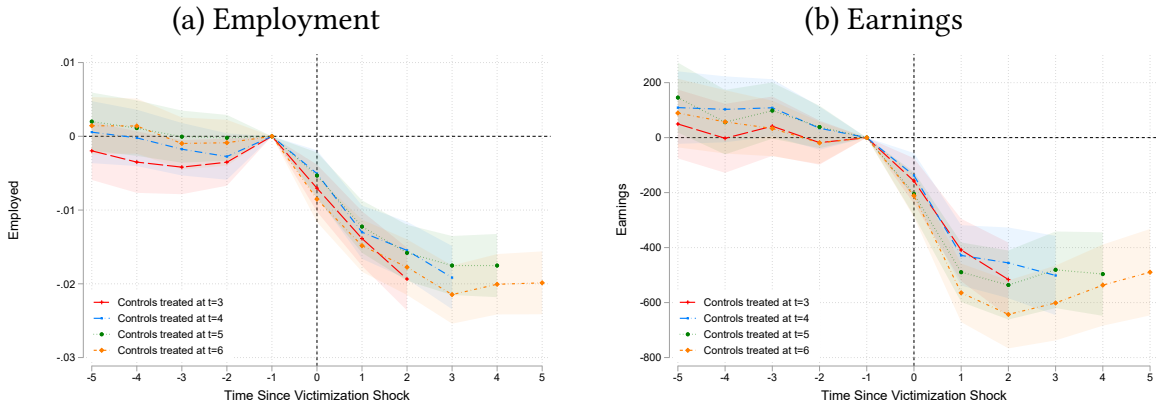 (a) Employment
.01
0
-.01
-.02
-.03
Employed
Controls treated at t=3
Controls treated at t=4
Controls treated at t=5
Controls treated at t=6
-5 -4 -3 -2 -1 0 1 2 3 4 5
Time Since Victimization Shock
(b) Earnings
200
0
-200
-400
-600
-800
Earnings
Controls treated at t=3
Controls treated at t=4
Controls treated at t=5
Controls treated at t=6
-5 -4 -3 -2 -1 0 1 2 3 4 5
Time Since Victimization Shock